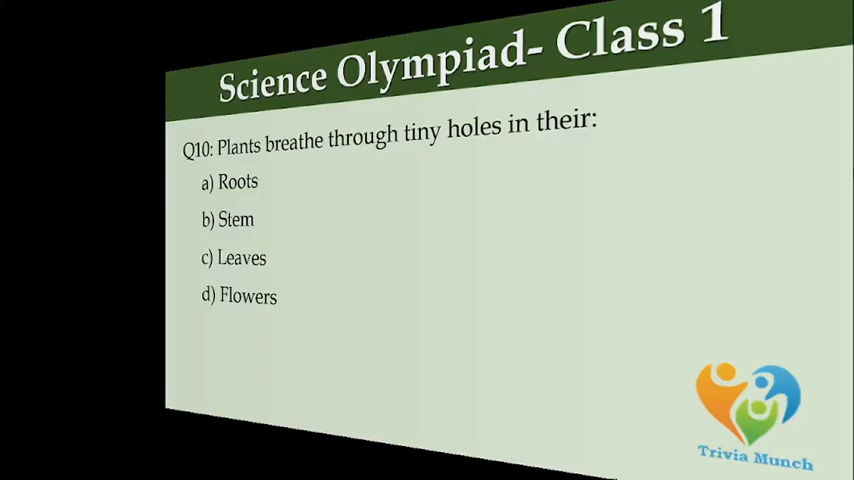 Science Olympiad- Class 1
Q10: Plants breathe through tiny holes in their:
a) Roots
b) Stem
c) Leaves
d) Flowers
Trivia Munch